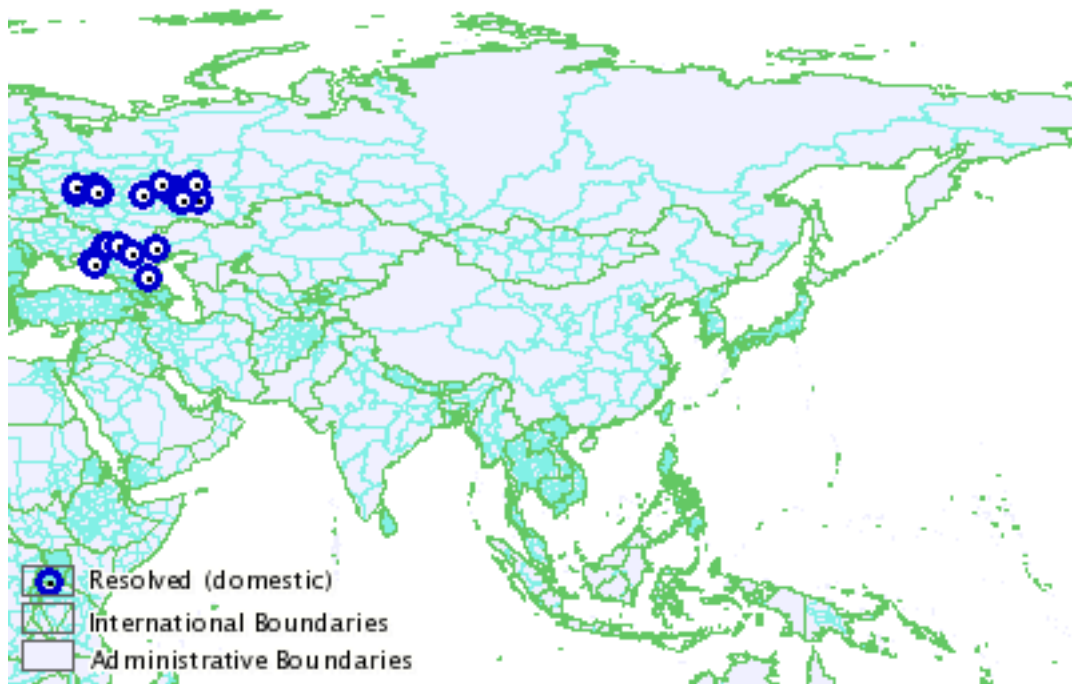 Resolved (domestic)
International Boundaries
Administrative Boundaries